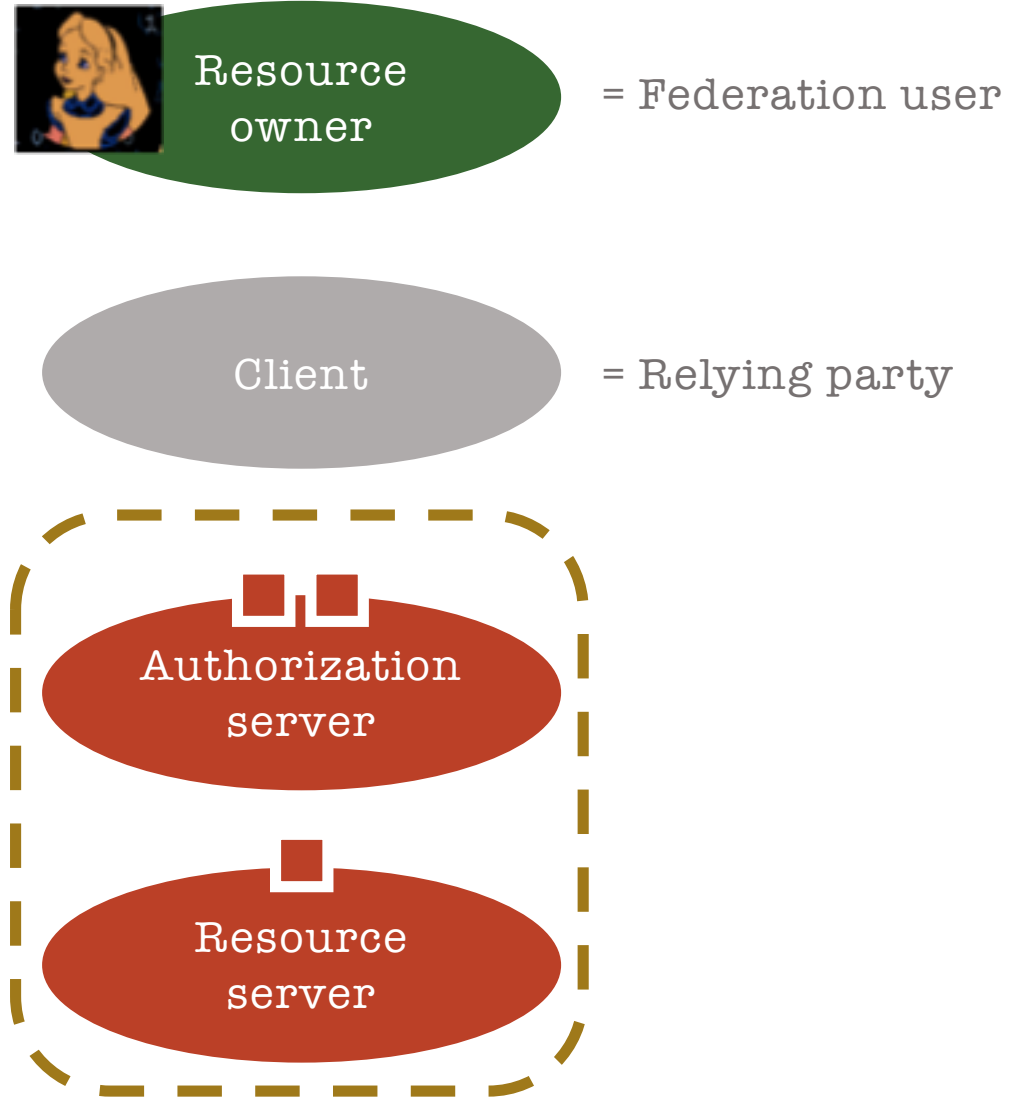 Resource
owner
= Federation user
Client
= Relying party
Authorization
server
Resource
server